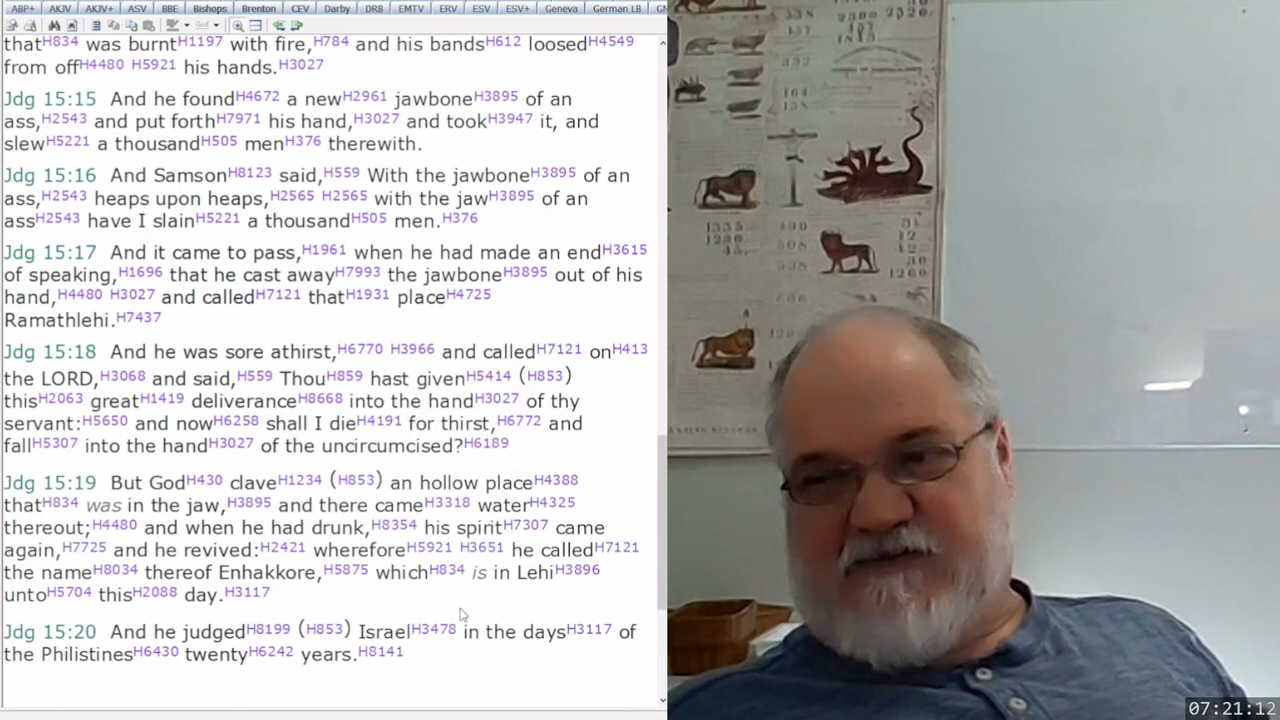 ABP+ AKJV AKJV+ ASV BBE Bishops Brenton CEV Darby DRB EMTV ERV ESV ESV+ Geneva German LB
thatH834 was burntH1197 with fire,H784 and his bandsH612 loosedH4549
from offH4480 H5921 his hands.H3027
Jdg 15:15 And he foundH4672 a newH2961 jawboneH3895 of an
ass,H2543 and put forthH7971 his hand,H3027 and tookH3947 it, and
slewH5221 a thousandH505 menH376 therewith.
Jdg 15:16 And SamsonH8123 said,H559 With the jawboneH3895 of an
ass,H2543 heaps upon heaps,H2565 H2565 with the jawH3895 of an
assH2543 have I slainH5221 a thousandH505 men.H376
Jdg 15:17 And it came to pass,H1961 when he had made an endH3615
of speaking,H1696 that he cast awayH7993 the jawboneH3895 out of his
hand,H4480 H3027 and calledH7121 thatH1931 placeH4725
Ramathlehi.H7437
Jdg 15:18 And he was sore athirst,H6770 H3966 and calledH7121 onH413
the LORD,H3068 and said,H559 ThouH859 hast givenH5414 (H853)
thisH2063 greatH1419 deliveranceH8668 into the handH3027 of thy
servant:H5650 and nowH6258 shall I dieH4191 for thirst,H6772 and
fallH5307 into the handH3027 of the uncircumcised?H6189
Jdg 15:19 But GodH430 claveH1234 (H853) an hollow placeH4388
thatH834 was in the jaw,H3895 and there cameH3318 waterH4325
thereout;H4480 and when he had drunk,H8354 his spiritH7307 came
again,H7725 and he revived:H2421 whereforeH5921 H3651 he calledH7121
the nameH8034 thereof Enhakkore,H5875 whichH834 is in LehiH3896
untoH5704 thisH2088 day.H3117
Jdg 15:20 And he judgedH8199 (H853) IsraelH3478 in the daysH3117 of
the PhilistinesH6430 twentyH6242 years.H8141
07:21:12